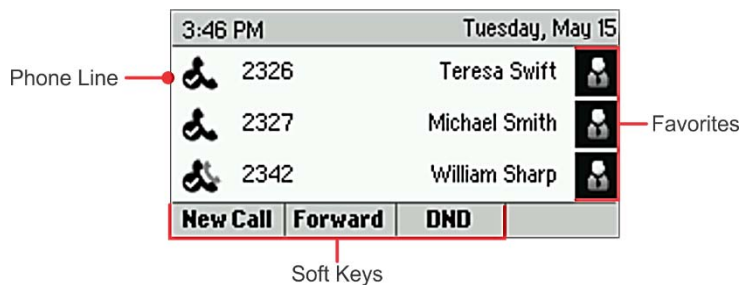 3:46 PM Tuesday, May 15
Phone Line 2326 Teresa Swift
2327 Michael Smith Favorites
2342 William Sharp
New Call Forward DND
Soft Keys